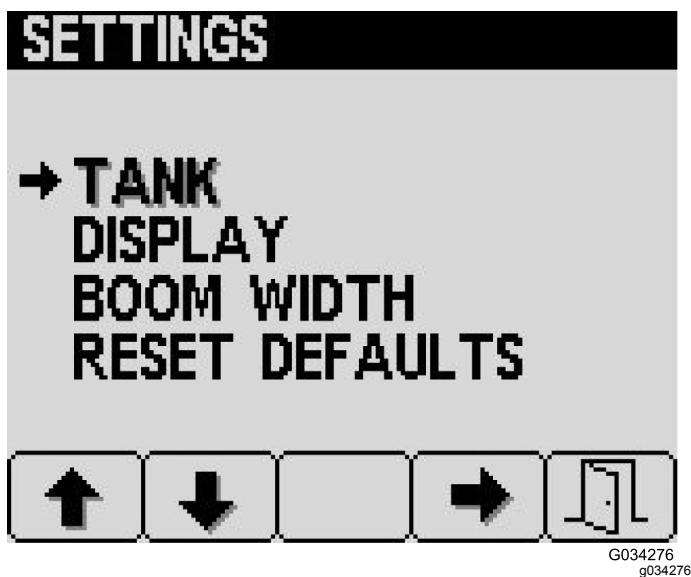 SETTINGS
TANK
DISPLAY
BOOM WIDTH
RESET DEFAULTS
G034276
g034276